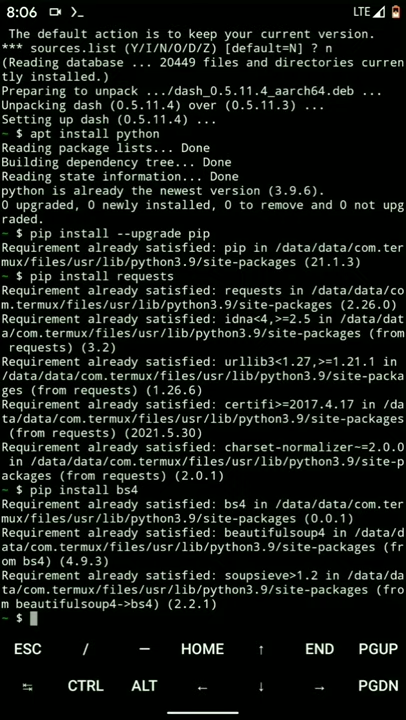 8:06 >_ LTE
The default action is to keep your current version.
*** sources.list (Y/I/N/O/D/Z) [default=N] ? n
(Reading database ... 20449 files and directories curren
tly installed.)
Preparing to unpack .../dash_0.5.11.4_aarch64.deb ...
Unpacking dash (0.5.11.4) over (0.5.11.3) ...
Setting up dash (0.5.11.4) ...
~ $ apt install python
Reading package lists... Done
Building dependency tree... Done
Reading state information... Done
python is already the newest version (3.9.6).
0 upgraded, 0 newly installed, 0 to remove and 0 not upg
raded.
~ $ pip install --upgrade pip
Requirement already satisfied: pip in /data/data/com.ter
mux/files/usr/lib/python3.9/site-packages (21.1.3)
~ $ pip install requests
Requirement already satisfied: requests in /data/data/co
m.termux/files/usr/lib/python3.9/site-packages (2.26.0)
Requirement already satisfied: idna<4,>=2.5 in /data/dat
a/com.termux/files/usr/lib/python3.9/site-packages (from
requests) (3.2)
Requirement already satisfied: urllib3<1.27,>=1.21.1 in
/data/data/com.termux/files/usr/lib/python3.9/site-packa
ges (from requests) (1.26.6)
Requirement already satisfied: certifi>=2017.4.17 in /da
ta/data/com.termux/files/usr/lib/python3.9/site-packages
(from requests) (2021.5.30)
Requirement already satisfied: charset-normalizer~=2.0.0
in /data/data/com.termux/files/usr/lib/python3.9/site-p
ackages (from requests) (2.0.1)
~ $ pip install bs4
Requirement already satisfied: bs4 in /data/data/com.ter
mux/files/usr/lib/python3.9/site-packages (0.0.1)
Requirement already satisfied: beautifulsoup4 in /data/d
ata/com.termux/files/usr/lib/python3.9/site-packages (fr
om bs4) (4.9.3)
Requirement already satisfied: soupsieve>1.2 in /data/da
ta/com.termux/files/usr/lib/python3.9/site-packages (fro
m beautifulsoup4->bs4) (2.2.1)
~ $
ESC / — HOME ↑ END PGUP
↹ CTRL ALT ← ↓ → PGDN